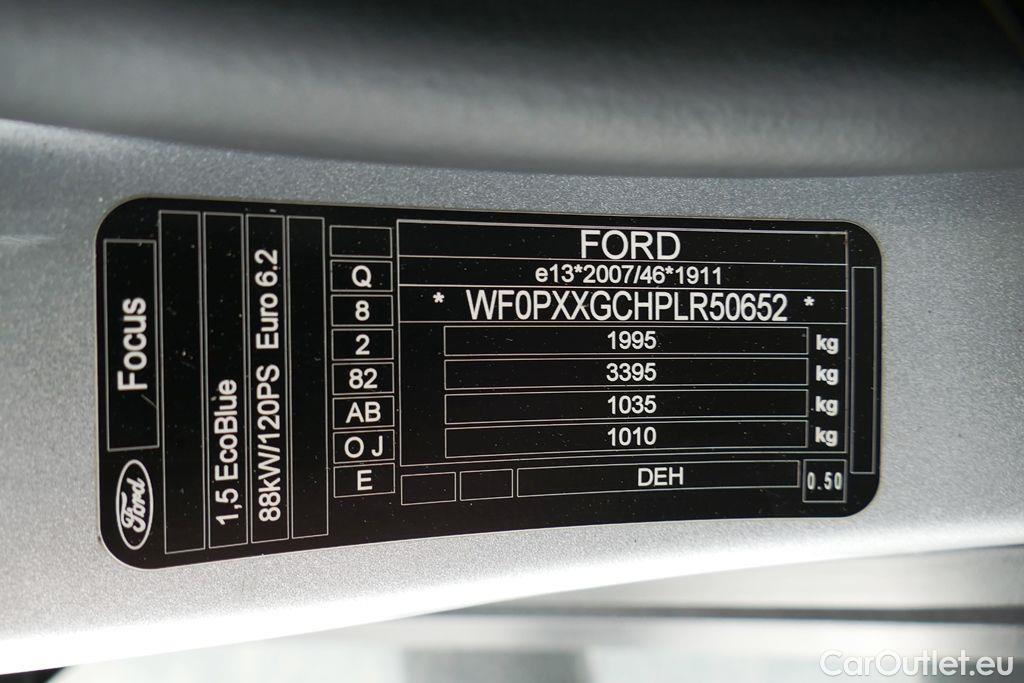 Focus
Ford
1,5 EcoBlue
88kW/120PS Euro 6.2
Q
8
2
82
AB
O J
E
FORD
e13*2007/46*1911
* WF0PXXGCHPLR50652 *
1995 kg
3395 kg
1035 kg
1010 kg
DEH
0.50
CarOutlet.eu